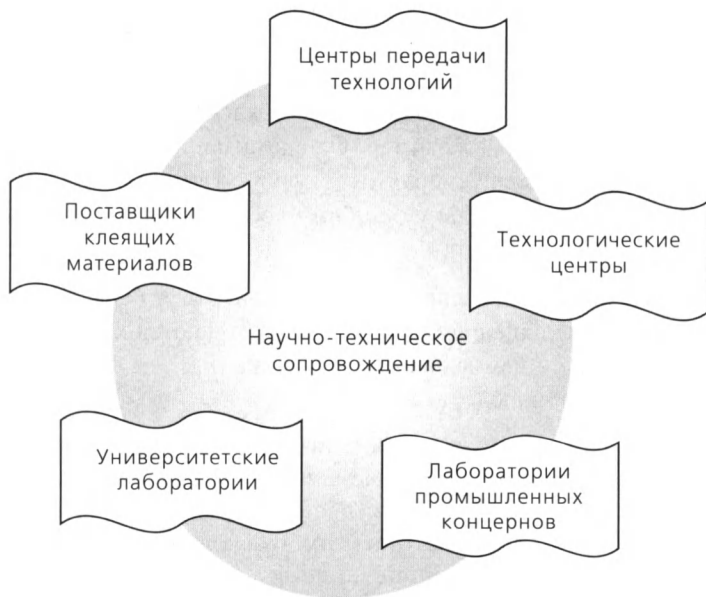 Центры передачи
технологий
Поставщики
клеящих
материалов
Технологические
центры
Научно-техническое
сопровождение
Университетские
лаборатории
Лаборатории
промышленных
концернов